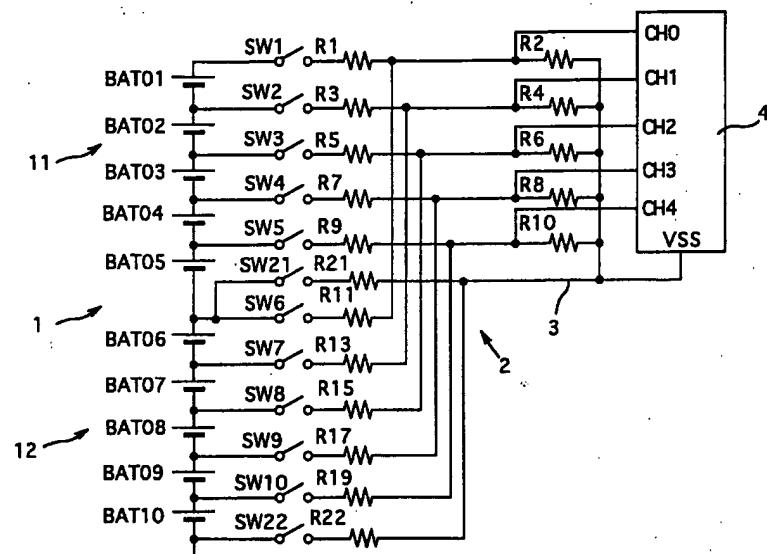 SW1 R1 R2 CH0
BAT01
SW2 R3 R4 CH1
4
BAT02
SW3 R5 R6 CH2
11
BAT03
SW4 R7 R8 CH3
BAT04
SW5 R9 R10 CH4
BAT05
VSS
SW21 R21
1
SW6 R11
3
BAT06
2
SW7 R13
BAT07
SW8 R15
12
BAT08
SW9 R17
BAT09
SW10 R19
BAT10
SW22 R22